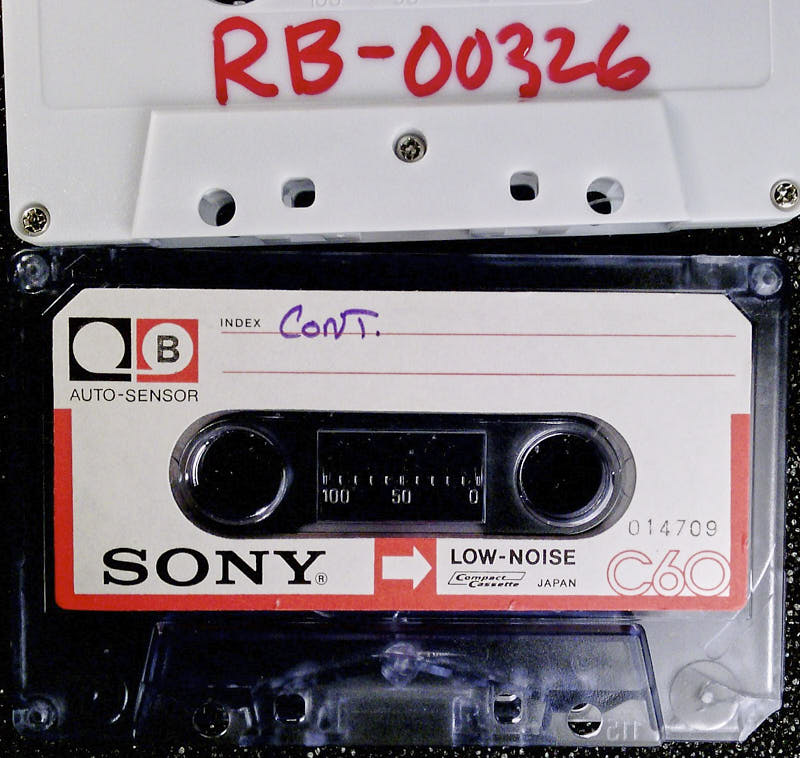 RB-00326
INDEX CONT.
B
AUTO-SENSOR
100 50 0
014709
SONY®
LOW-NOISE
Compact Cassette JAPAN
C60